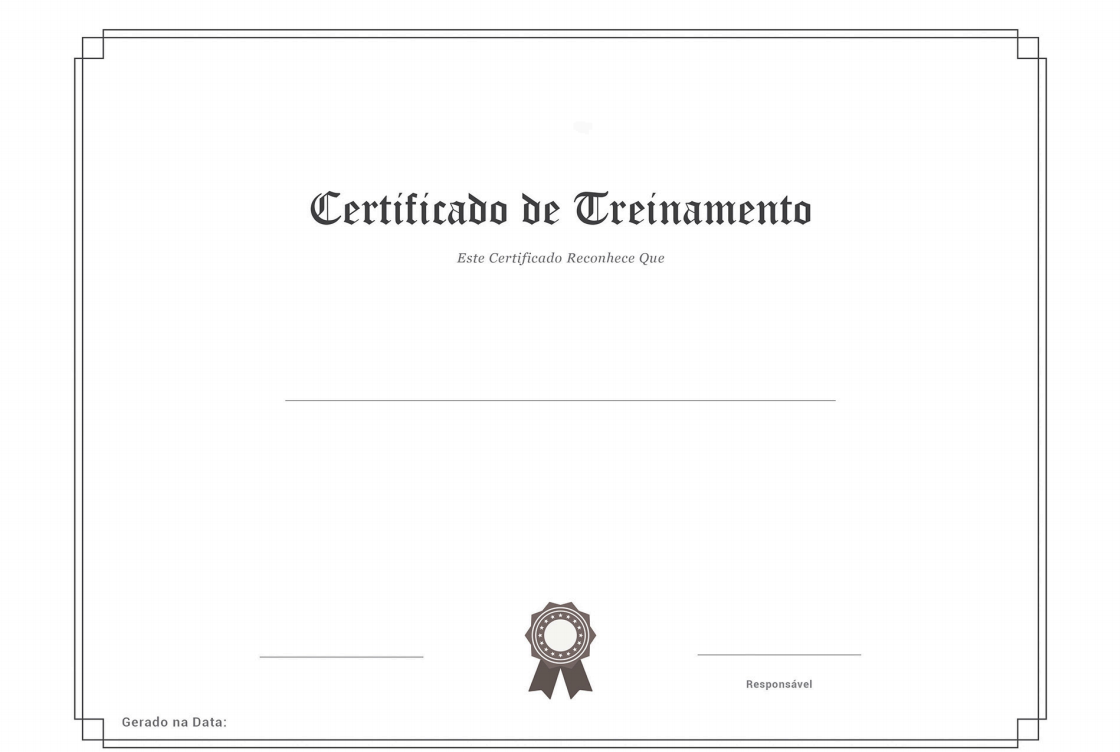 Certificado de Treinamento
Este Certificado Reconhece Que
Responsável
Gerado na Data: